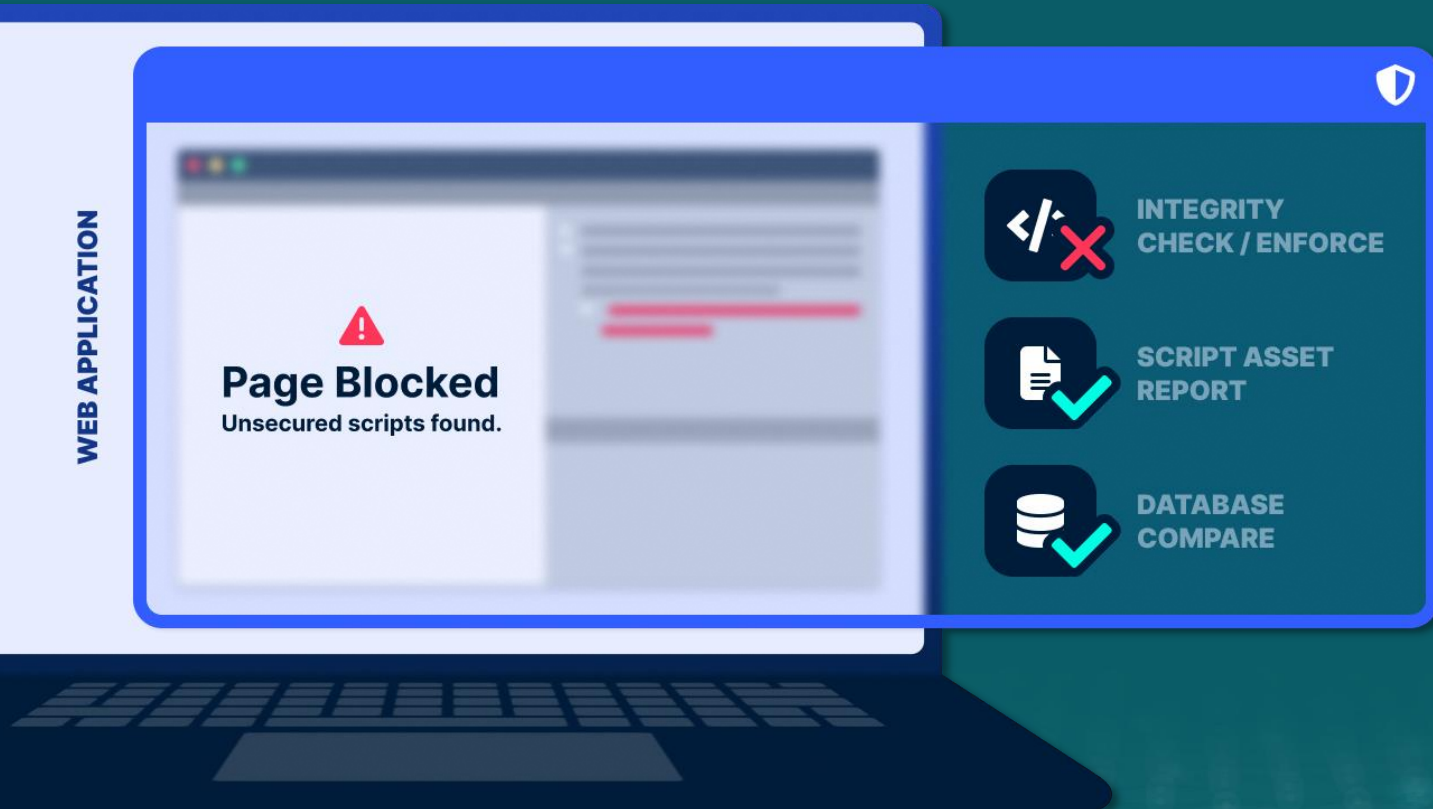 WEB APPLICATION
Page Blocked
Unsecured scripts found.
INTEGRITY
CHECK / ENFORCE
SCRIPT ASSET
REPORT
DATABASE
COMPARE